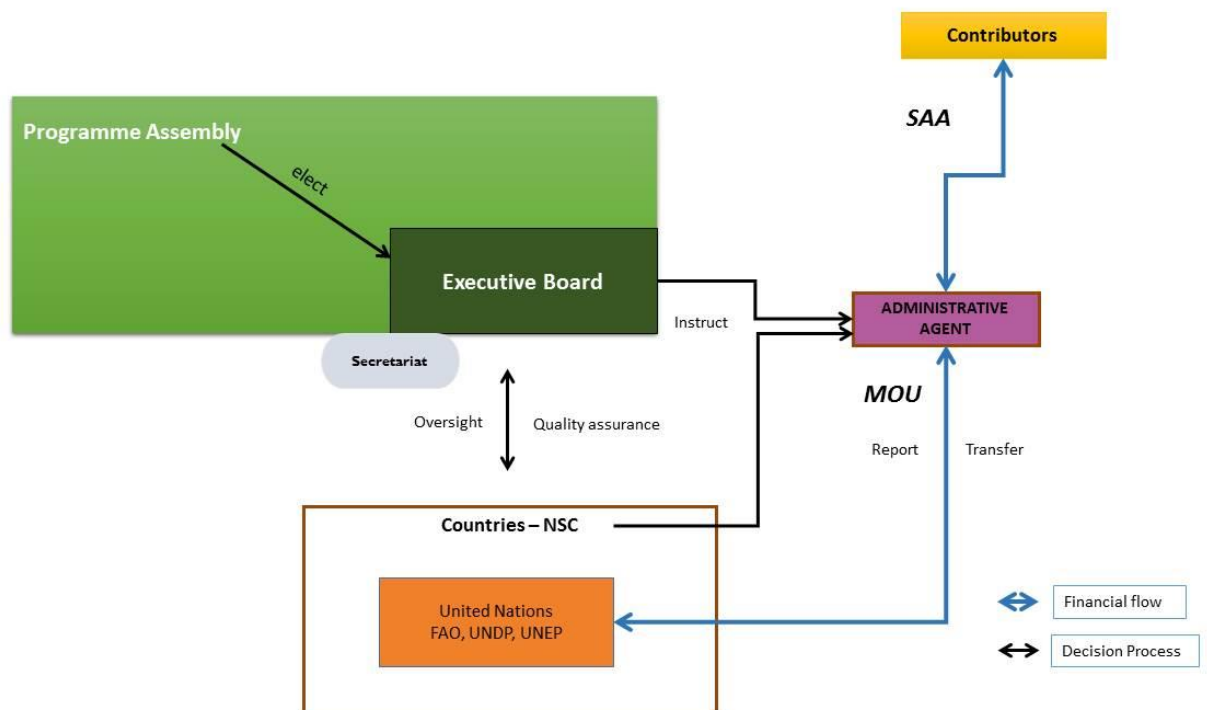 Contributors
SAA
Programme Assembly
elect
Executive Board
Instruct
ADMINISTRATIVE
AGENT
Secretariat
MOU
Oversight
Quality assurance
Report
Transfer
Countries – NSC
United Nations
FAO, UNDP, UNEP
Financial flow
Decision Process